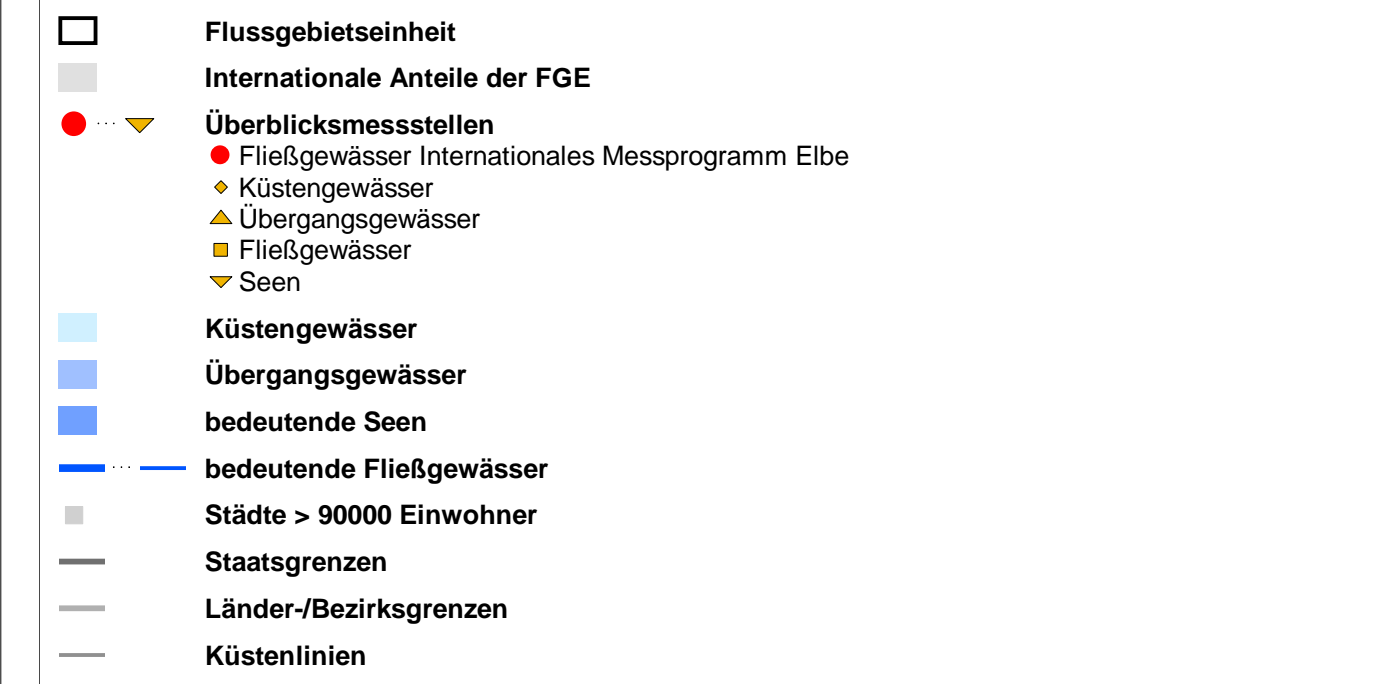 Flussgebietseinheit
Internationale Anteile der FGE
Überblicksmessstellen
Fließgewässer Internationales Messprogramm Elbe
Küstengewässer
Übergangsgewässer
Fließgewässer
Seen
Küstengewässer
Übergangsgewässer
bedeutende Seen
bedeutende Fließgewässer
Städte > 90000 Einwohner
Staatsgrenzen
Länder-/Bezirksgrenzen
Küstenlinien